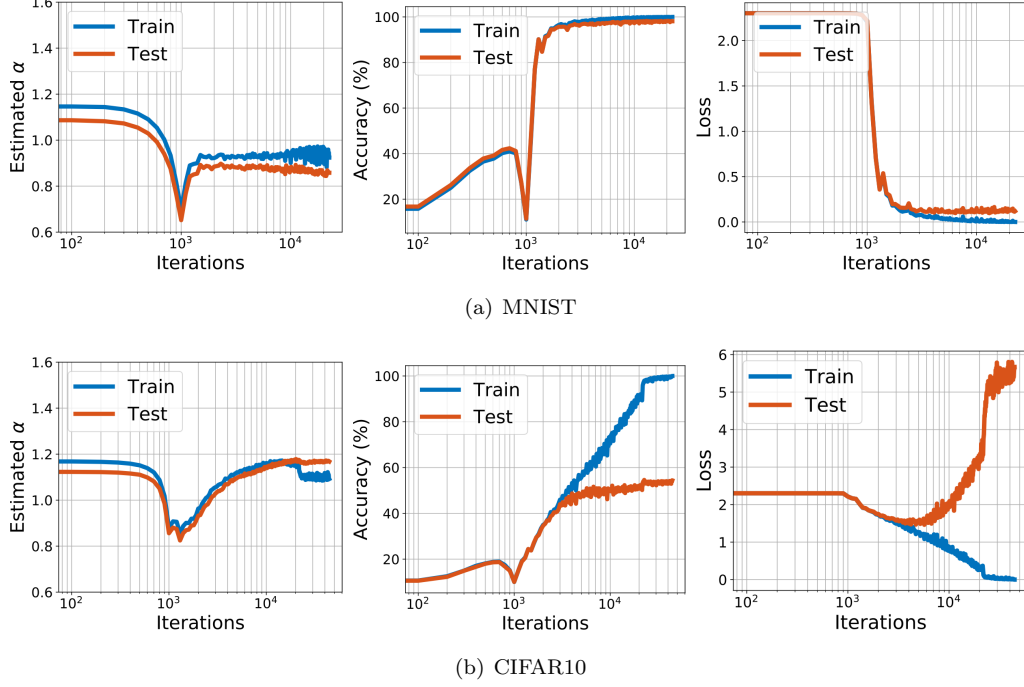 1.6
1.4
1.2
1.0
0.8
0.6
Estimated α
Train
Test
10²
10³
10⁴
Iterations
100
80
60
40
20
Accuracy (%)
Train
Test
10²
10³
10⁴
Iterations
2.0
1.5
1.0
0.5
0.0
Loss
Train
Test
10²
10³
10⁴
Iterations
(a) MNIST
1.6
1.4
1.2
1.0
0.8
0.6
Estimated α
Train
Test
10²
10³
10⁴
Iterations
100
80
60
40
20
Accuracy (%)
Train
Test
10²
10³
10⁴
Iterations
6
5
4
3
2
1
0
Loss
Train
Test
10²
10³
10⁴
Iterations
(b) CIFAR10